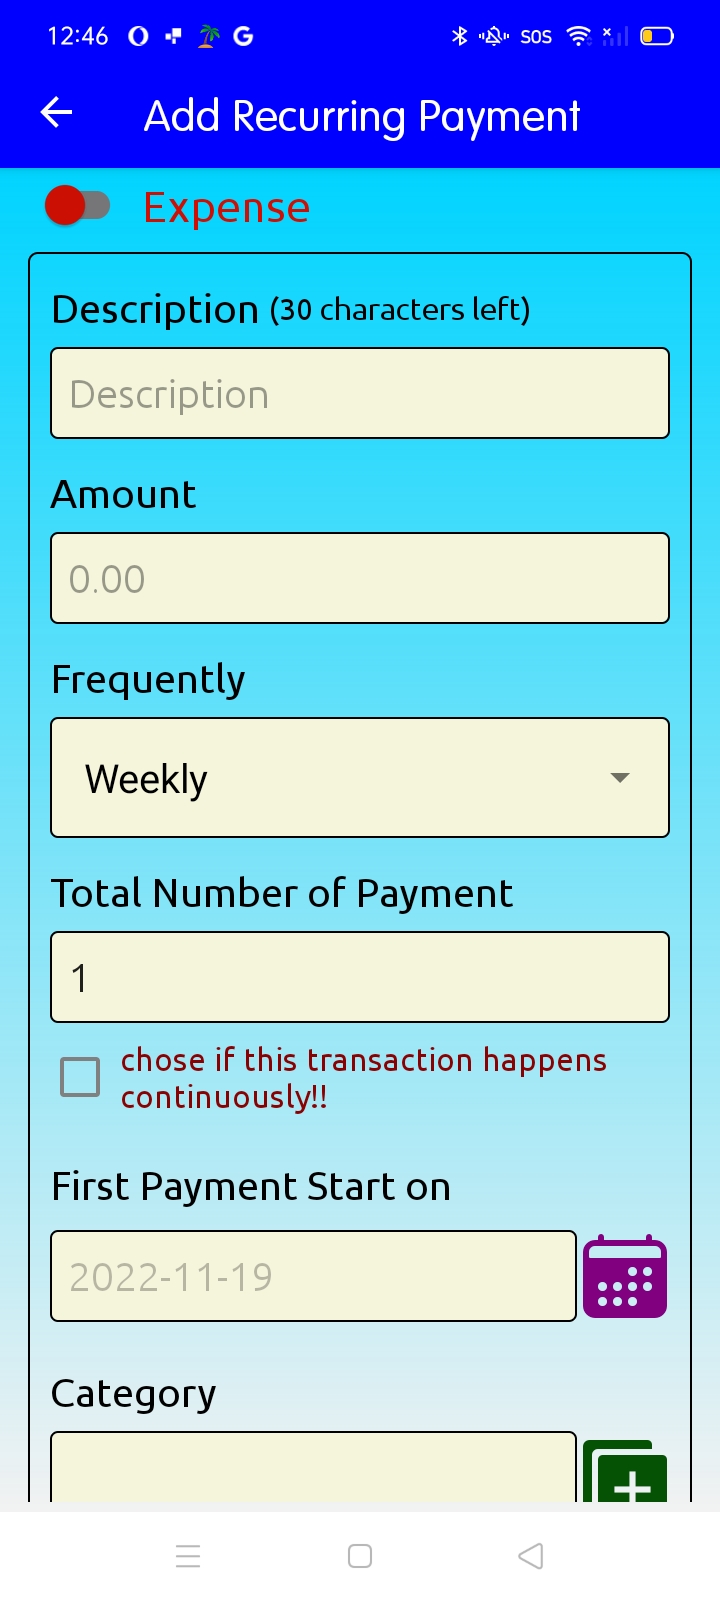 12:46 SOS
Add Recurring Payment
Expense
Description (30 characters left)
Description
Amount
0.00
Frequently
Weekly
Total Number of Payment
1
chose if this transaction happens
continuously!!
First Payment Start on
2022-11-19
Category